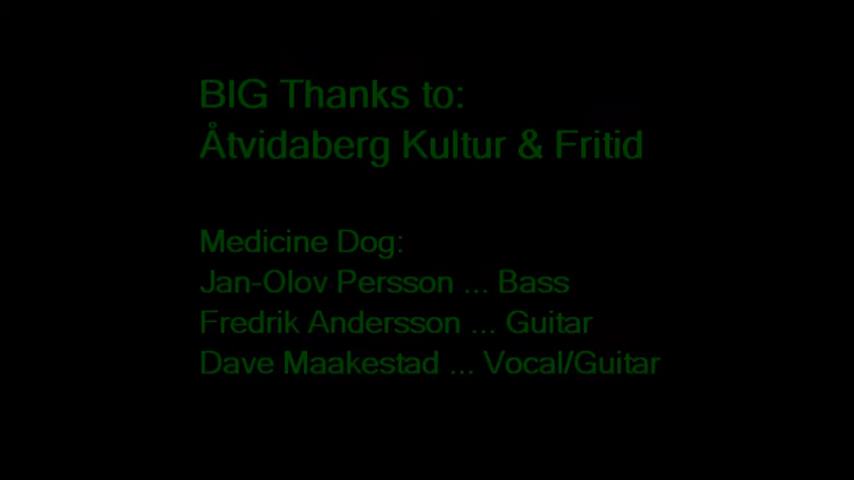 BIG Thanks to:
Åtvidaberg Kultur & Fritid
Medicine Dog:
Jan-Olov Persson ... Bass
Fredrik Andersson ... Guitar
Dave Maakestad ... Vocal/Guitar